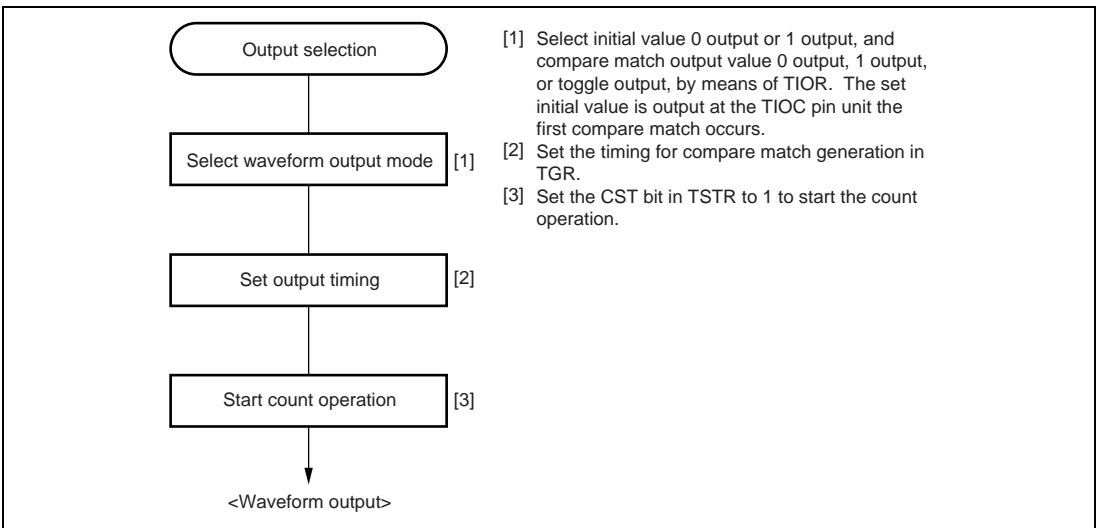 Output selection
Select waveform output mode [1]
Set output timing [2]
Start count operation [3]
<Waveform output>
[1] Select initial value 0 output or 1 output, and
compare match output value 0 output, 1 output,
or toggle output, by means of TIOR. The set
initial value is output at the TIOC pin unit the
first compare match occurs.
[2] Set the timing for compare match generation in
TGR.
[3] Set the CST bit in TSTR to 1 to start the count
operation.